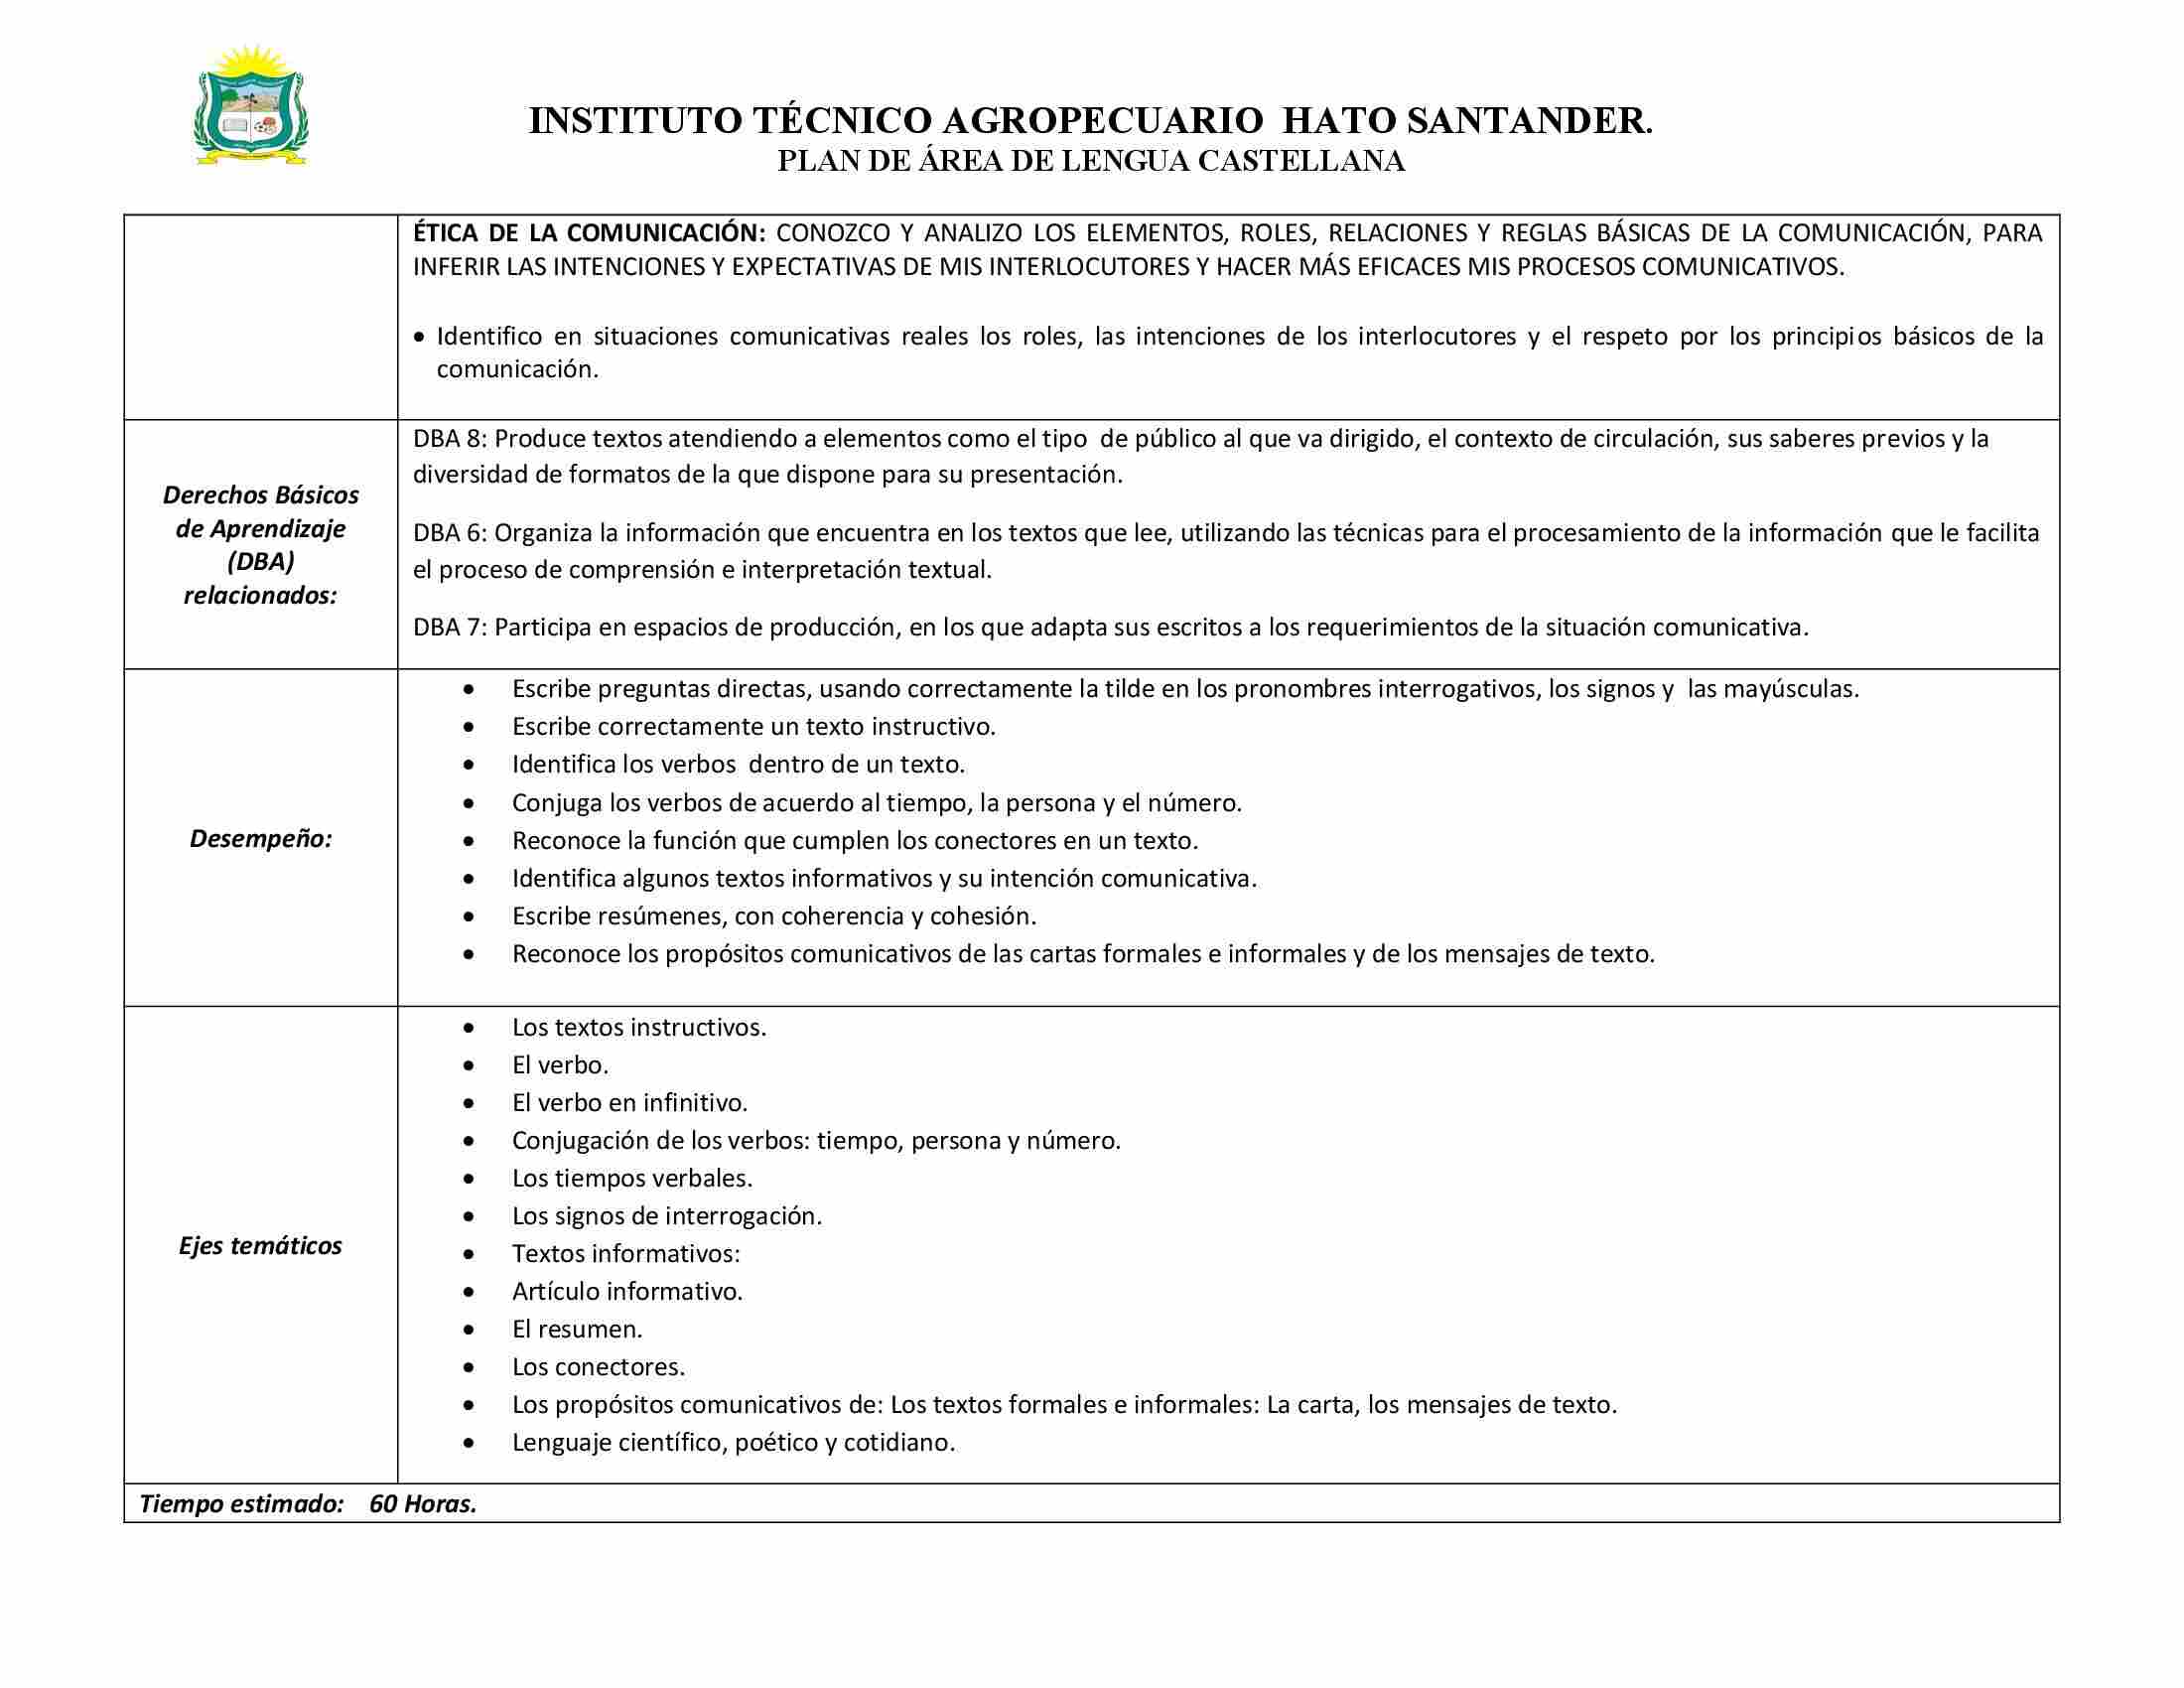 INSTITUTO TÉCNICO AGROPECUARIO HATO SANTANDER.
PLAN DE ÁREA DE LENGUA CASTELLANA
ÉTICA DE LA COMUNICACIÓN: CONOZCO Y ANALIZO LOS ELEMENTOS, ROLES, RELACIONES Y REGLAS BÁSICAS DE LA COMUNICACIÓN, PARA
INFERIR LAS INTENCIONES Y EXPECTATIVAS DE MIS INTERLOCUTORES Y HACER MÁS EFICACES MIS PROCESOS COMUNICATIVOS.
• Identifico en situaciones comunicativas reales los roles, las intenciones de los interlocutores y el respeto por los principios básicos de la
comunicación.
Derechos Básicos
de Aprendizaje
(DBA)
relacionados:
DBA 8: Produce textos atendiendo a elementos como el tipo de público al que va dirigido, el contexto de circulación, sus saberes previos y la
diversidad de formatos de la que dispone para su presentación.
DBA 6: Organiza la información que encuentra en los textos que lee, utilizando las técnicas para el procesamiento de la información que le facilita
el proceso de comprensión e interpretación textual.
DBA 7: Participa en espacios de producción, en los que adapta sus escritos a los requerimientos de la situación comunicativa.
Desempeño:
• Escribe preguntas directas, usando correctamente la tilde en los pronombres interrogativos, los signos y las mayúsculas.
• Escribe correctamente un texto instructivo.
• Identifica los verbos dentro de un texto.
• Conjuga los verbos de acuerdo al tiempo, la persona y el número.
• Reconoce la función que cumplen los conectores en un texto.
• Identifica algunos textos informativos y su intención comunicativa.
• Escribe resúmenes, con coherencia y cohesión.
• Reconoce los propósitos comunicativos de las cartas formales e informales y de los mensajes de texto.
Ejes temáticos
• Los textos instructivos.
• El verbo.
• El verbo en infinitivo.
• Conjugación de los verbos: tiempo, persona y número.
• Los tiempos verbales.
• Los signos de interrogación.
• Textos informativos:
• Artículo informativo.
• El resumen.
• Los conectores.
• Los propósitos comunicativos de: Los textos formales e informales: La carta, los mensajes de texto.
• Lenguaje científico, poético y cotidiano.
Tiempo estimado: 60 Horas.